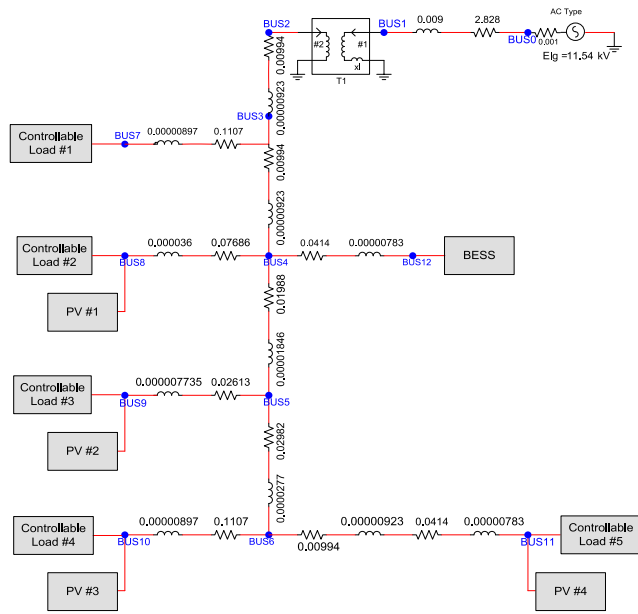 AC Type
BUS2
BUS1
0.009
2.828
BUS0
0.001
#2
#1
xl
T1
Elg =11.54 kV
0.00994
0.00000923
BUS3
Controllable
Load #1
BUS7
0.00000897
0.1107
0.00994
0.00000923
Controllable
Load #2
BUS8
0.000036
0.07686
BUS4
0.0414
0.00000783
BUS12
BESS
PV #1
0.01988
0.00001846
Controllable
Load #3
BUS9
0.000007735
0.02613
BUS5
PV #2
0.02982
0.0000277
Controllable
Load #4
BUS10
0.00000897
0.1107
BUS6
0.00994
0.00000923
0.0414
0.00000783
BUS11
Controllable
Load #5
PV #3
PV #4